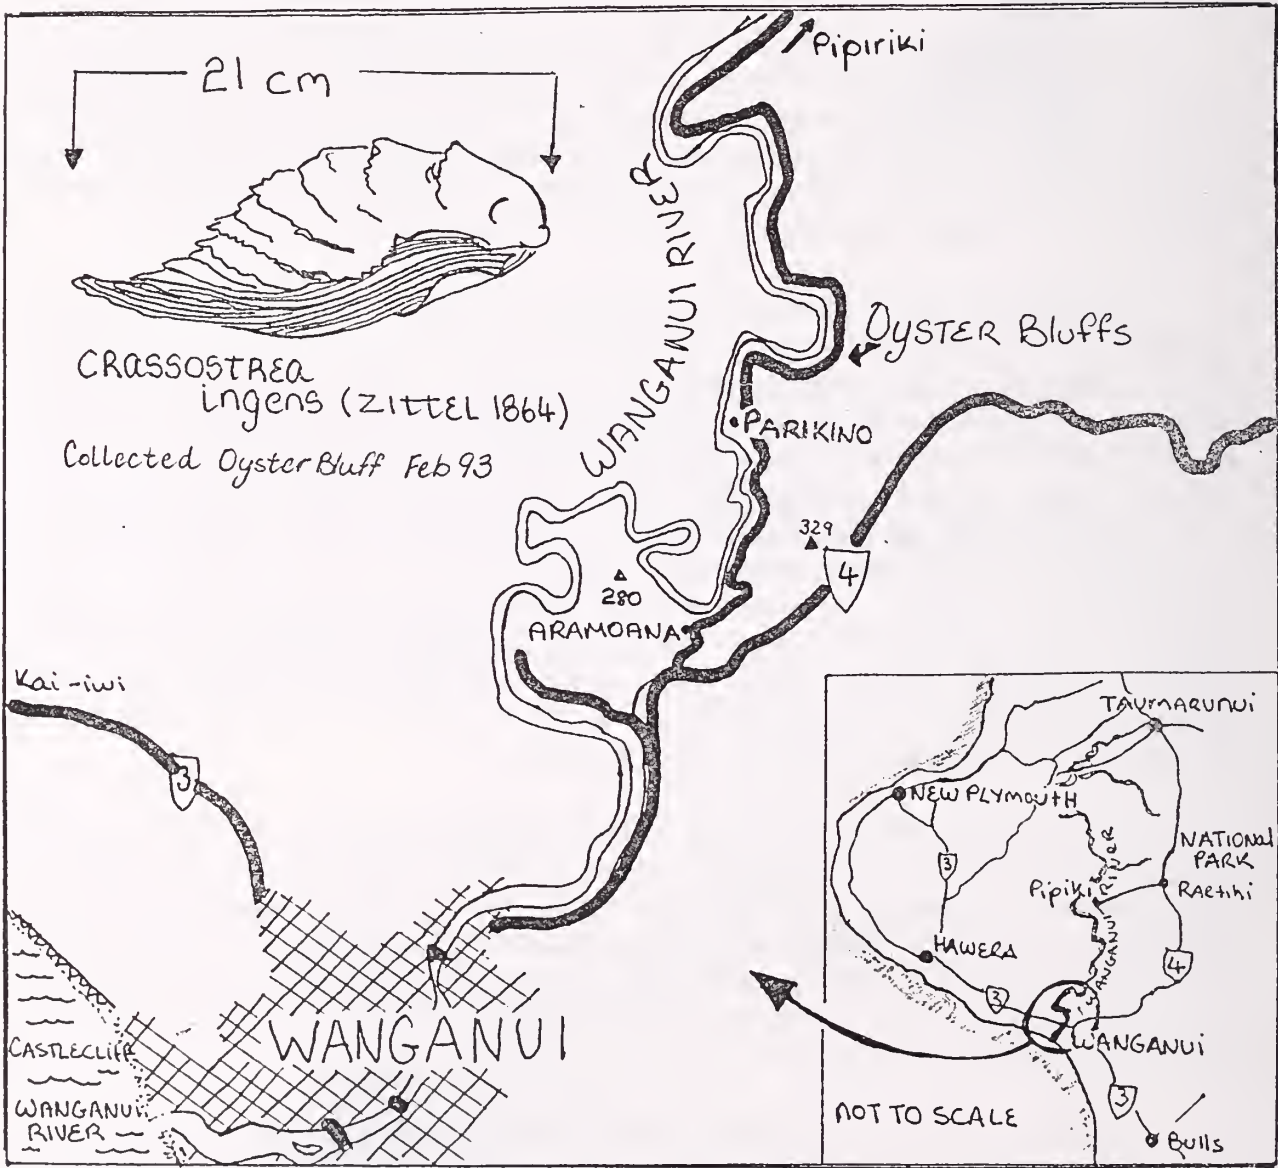 21 cm
CRASSOSTREA
ingens (ZITTEL 1864)
Collected Oyster Bluff Feb 93
Pipiriki
WANGANUI RIVER
OYSTER Bluffs
PARIKINO
329
4
280
ARAMOANA
Kai-iwi
3
WANGANUI
CASTLECLIFF
WANGANUI
RIVER
TAUMARUNUI
NEW PLYMOUTH
3
NATIONAL
PARK
Pipiki
Raetihi
WANGANUI RIVER
HAWERA
4
3
WANGANUI
3
NOT TO SCALE
Bulls